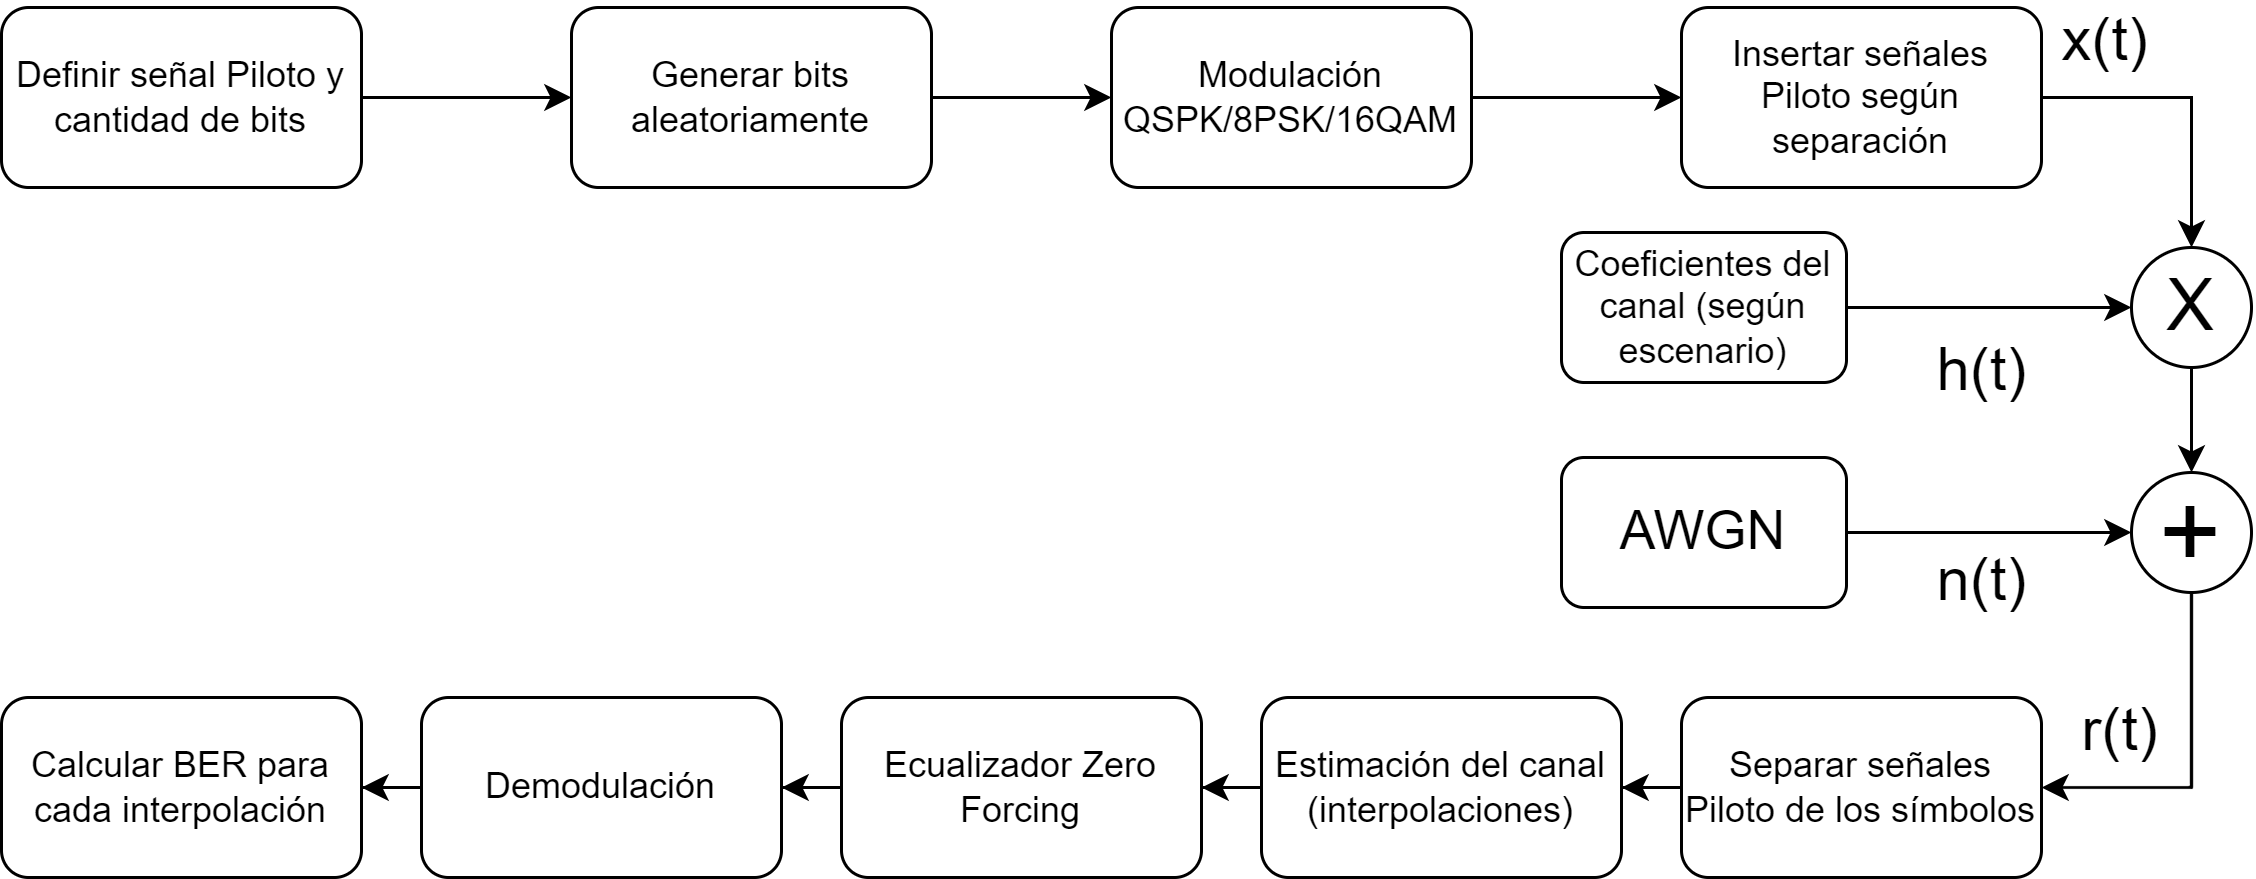 Definir señal Piloto y
cantidad de bits
Generar bits
aleatoriamente
Modulación
QSPK/8PSK/16QAM
Insertar señales
Piloto según
separación
x(t)
Coeficientes del
canal (según
escenario)
h(t)
X
AWGN
n(t)
+
r(t)
Separar señales
Piloto de los símbolos
Estimación del canal
(interpolaciones)
Ecualizador Zero
Forcing
Demodulación
Calcular BER para
cada interpolación